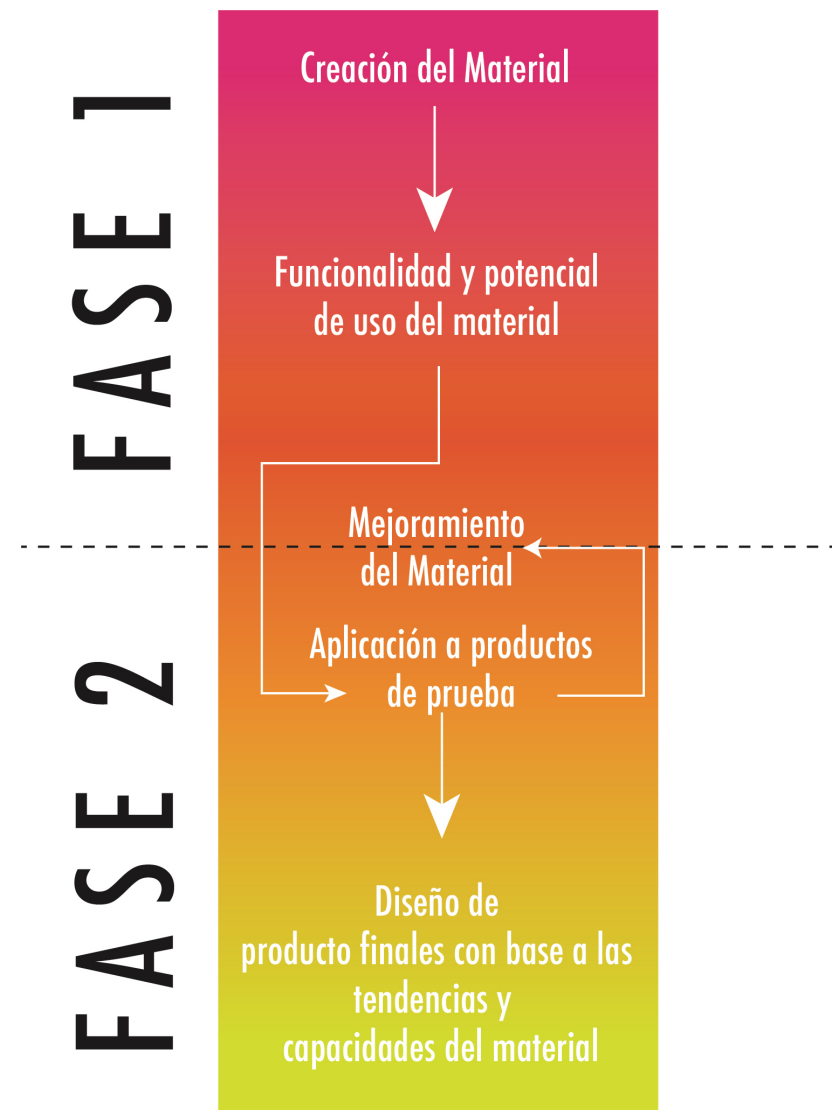 FASE 1
Creación del Material
Funcionalidad y potencial
de uso del material
Mejoramiento
del Material
FASE 2
Aplicación a productos
de prueba
Diseño de
producto finales con base a las
tendencias y
capacidades del material